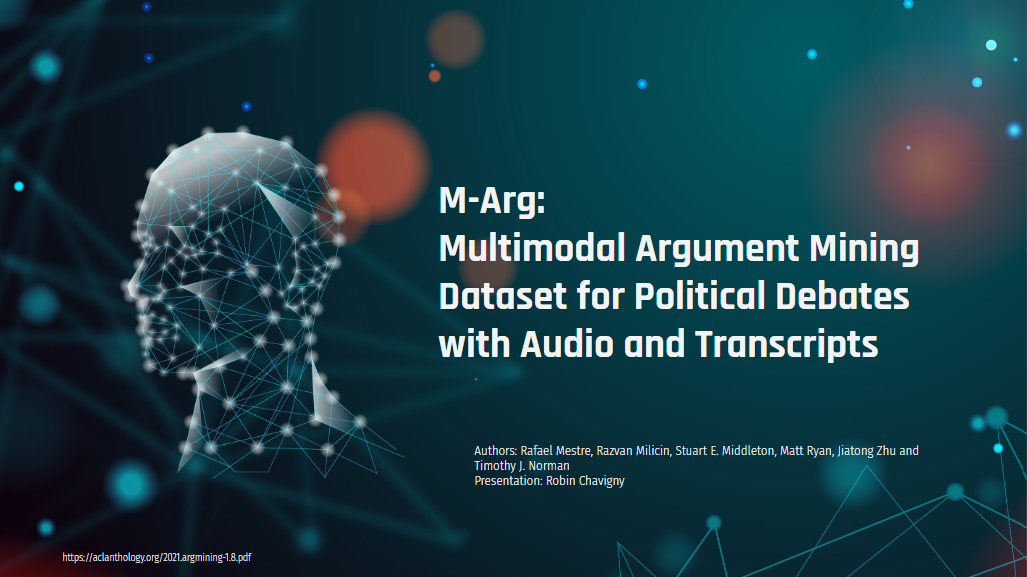 M-Arg:
Multimodal Argument Mining
Dataset for Political Debates
with Audio and Transcripts
Authors: Rafael Mestre, Razvan Milicin, Stuart E. Middleton, Matt Ryan, Jiatong Zhu and
Timothy J. Norman
Presentation: Robin Chavigny
https://aclanthology.org/2021.argmining-1.8.pdf